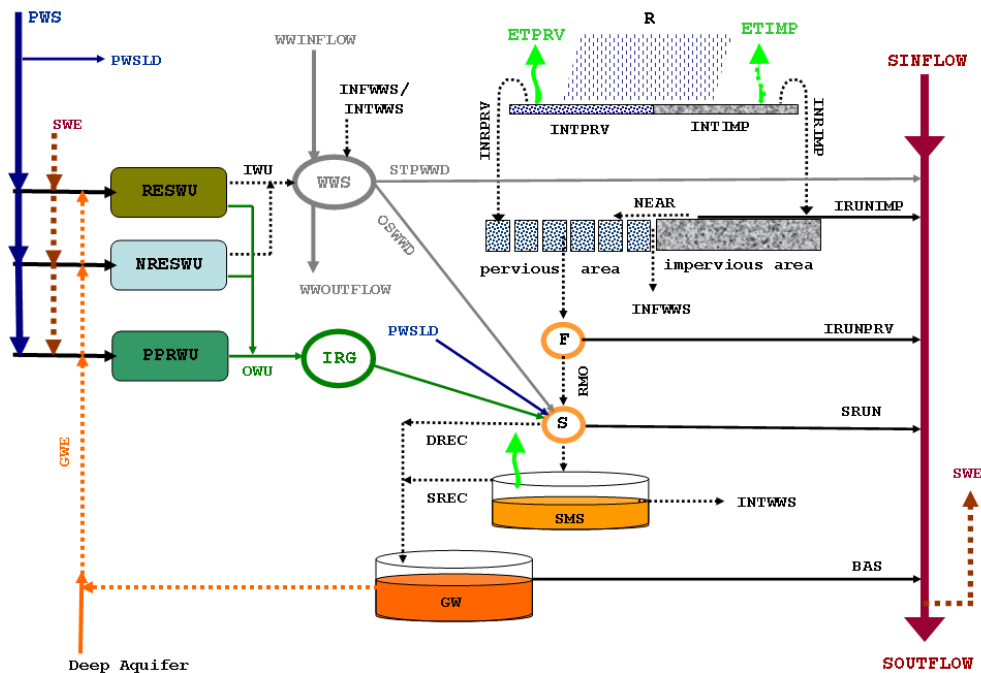 PWS
PWSLD
SWE
RESWU
NRESWU
PPRWU
IWU
OWU
GWE
Deep Aquifer
WWINFLOW
INFWWS/
INTWWS
WWS
WWOUTFLOW
STPWWD
OSWWD
IRG
PWSLD
R
ETPRV
ETIMP
INTPRV
INTIMP
INRPRV
INRIMP
NEAR
IRUNIMP
pervious area
impervious area
INFWWS
F
IRUNPRV
RMO
S
SRUN
DREC
SREC
SMS
INTWWS
GW
BAS
SINFLOW
SWE
SOUTFLOW